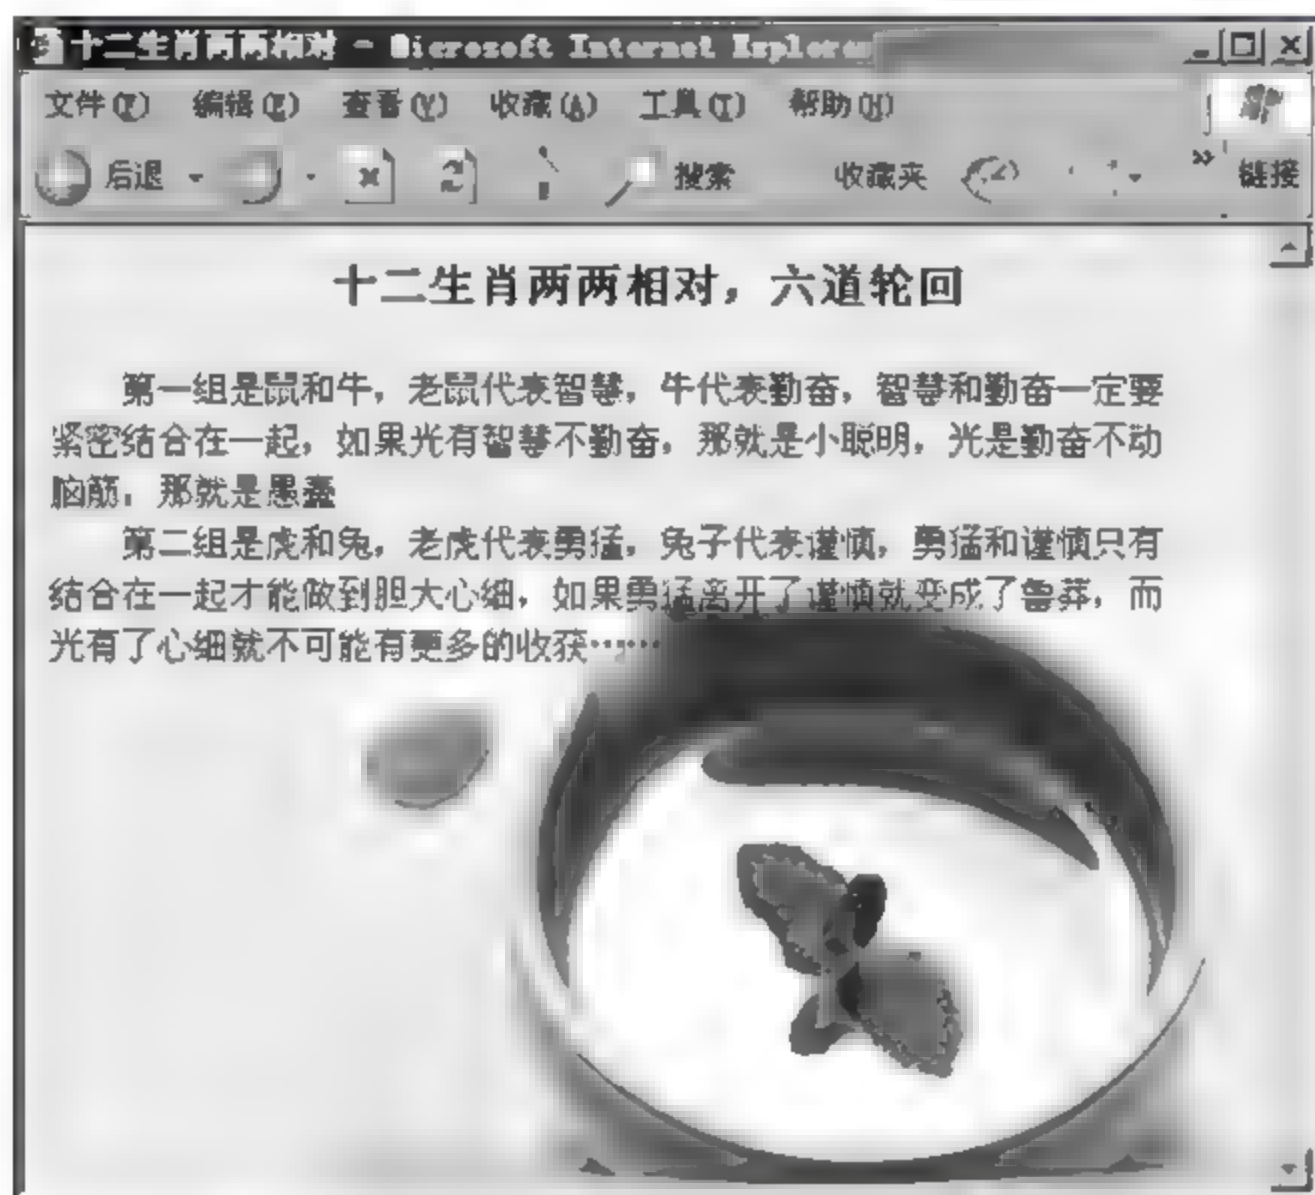 十二生肖两两相对 - Microsoft Internet Explorer
文件(F) 编辑(E) 查看(V) 收藏(A) 工具(T) 帮助(H)
后退 搜索 收藏夹 » 链接
十二生肖两两相对，六道轮回
第一组是鼠和牛，老鼠代表智慧，牛代表勤奋，智慧和勤奋一定要
紧密结合在一起，如果光有智慧不勤奋，那就是小聪明，光是勤奋不动
脑筋，那就是愚蠢
第二组是虎和兔，老虎代表勇猛，兔子代表谨慎，勇猛和谨慎只有
结合在一起才能做到胆大心细，如果勇猛离开了谨慎就变成了鲁莽，而
光有了心细就不可能有更多的收获……